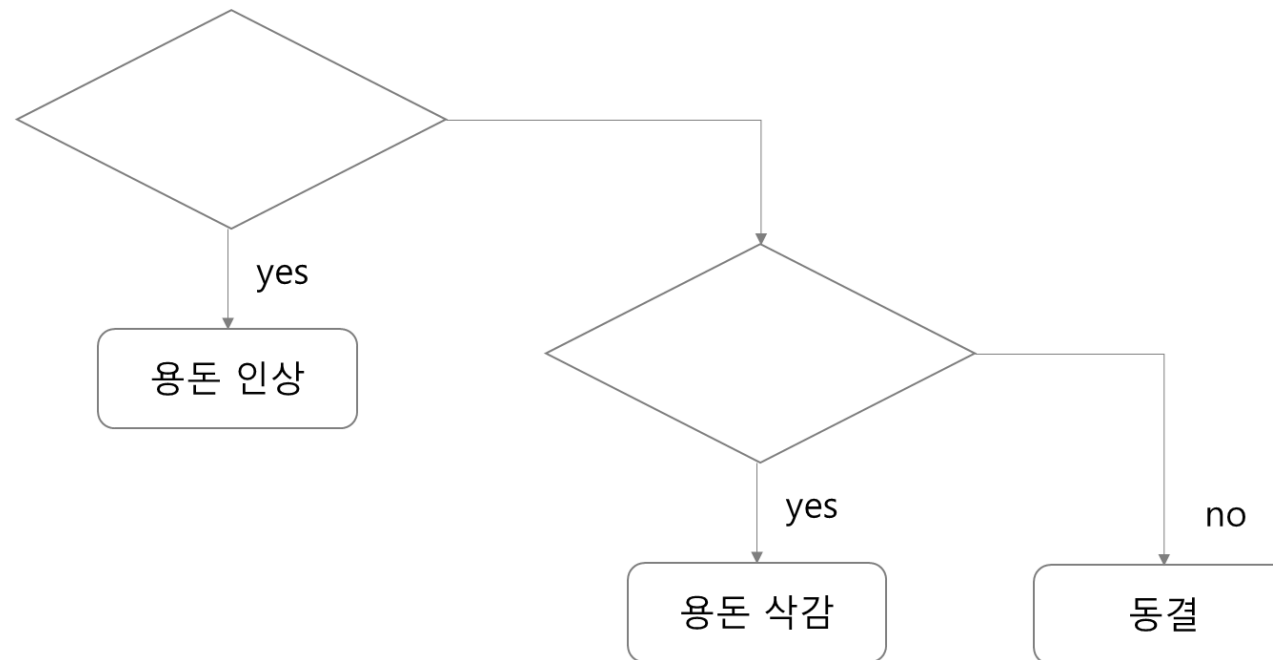 yes
용돈 인상
yes
no
용돈 삭감
동결